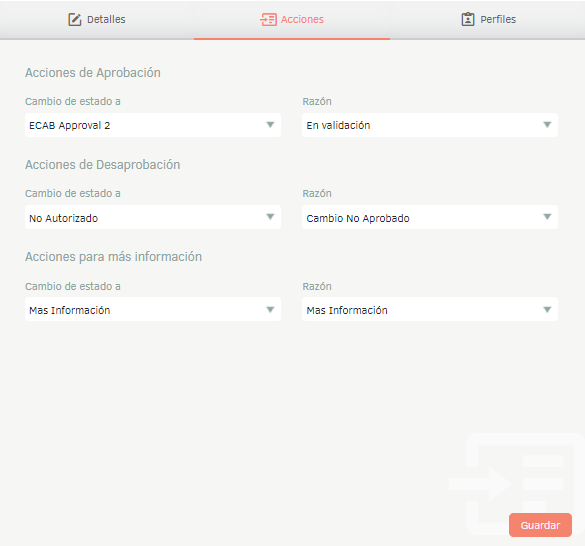 Detalles Acciones Perfiles
Acciones de Aprobación
Cambio de estado a Razón
ECAB Approval 2 En validación
Acciones de Desaprobación
Cambio de estado a Razón
No Autorizado Cambio No Aprobado
Acciones para más información
Cambio de estado a Razón
Mas Información Mas Información
Guardar